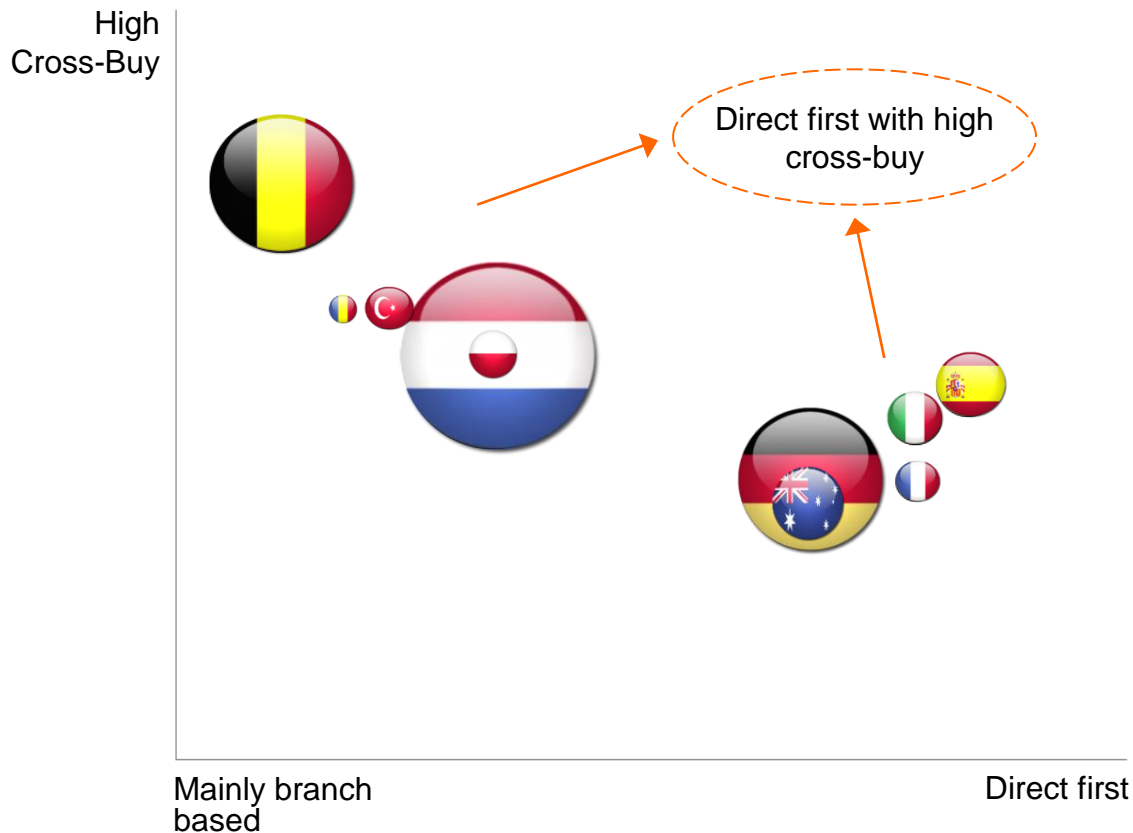 High
Cross-Buy
Direct first with high
cross-buy
Mainly branch
based
Direct first